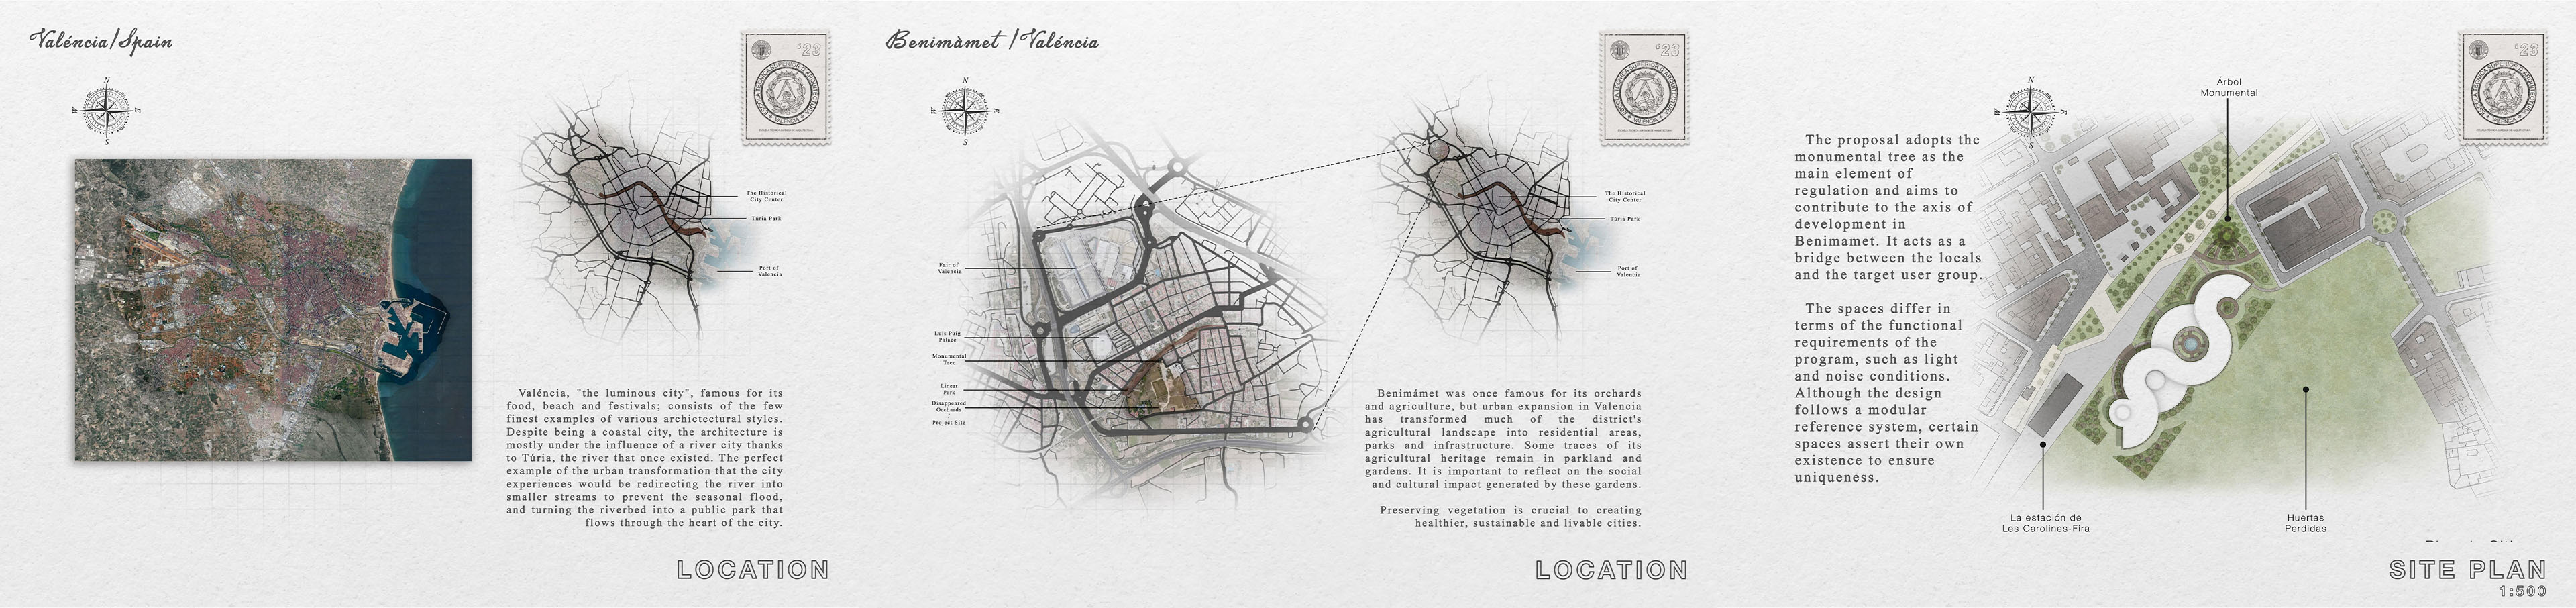 Valéncia/Spain
N
W
E
S
'23
ESCUELA TECNICA SUPERIOR D'ARQUITECTURA
VALENCIA
The Historical
City Center
Túria Park
Port of
Valencia
Valéncia, "the luminous city", famous for its
food, beach and festivals; consists of the few
finest examples of various archictectural styles.
Despite being a coastal city, the architecture is
mostly under the influence of a river city thanks
to Túria, the river that once existed. The perfect
example of the urban transformation that the city
experiences would be redirecting the river into
smaller streams to prevent the seasonal flood,
and turning the riverbed into a public park that
flows through the heart of the city.
LOCATION
Benimàmet /Valéncia
N
W
E
S
'23
VALENCIA
The Historical
City Center
Túria Park
Port of
Valencia
Fair of
Valencia
Luis Puig
Palace
Monumental
Tree
Linear
Park
Disappeared
Orchards
/
Project Site
Benimámet was once famous for its orchards
and agriculture, but urban expansion in Valencia
has transformed much of the district's
agricultural landscape into residential areas,
parks and infrastructure. Some traces of its
agricultural heritage remain in parkland and
gardens. It is important to reflect on the social
and cultural impact generated by these gardens.
Preserving vegetation is crucial to creating
healthier, sustainable and livable cities.
LOCATION
N
W
E
S
'23
VALENCIA
Árbol
Monumental
The proposal adopts the
monumental tree as the
main element of
regulation and aims to
contribute to the axis of
development in
Benimamet. It acts as a
bridge between the locals
and the target user group.
The spaces differ in
terms of the functional
requirements of the
program, such as light
and noise conditions.
Although the design
follows a modular
reference system, certain
spaces assert their own
existence to ensure
uniqueness.
La estación de
Les Carolines-Fira
Huertas
Perdidas
SITE PLAN
1:500